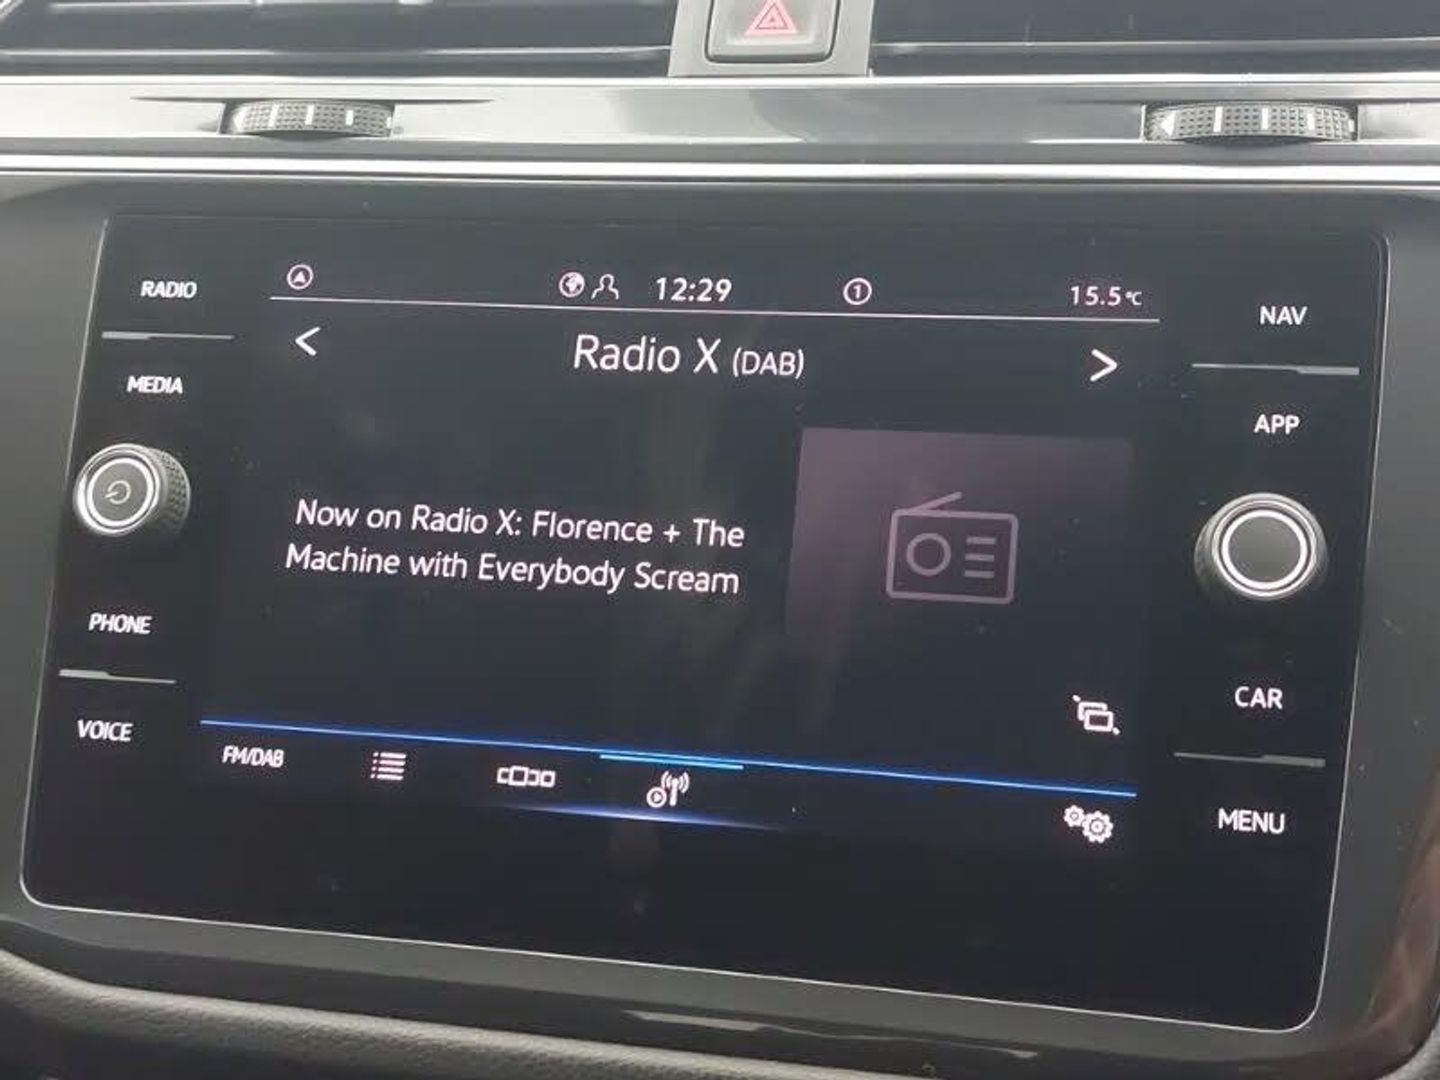 RADIO
MEDIA
PHONE
VOICE
12:29
1
15.5°C
Radio X (DAB)
Now on Radio X: Florence + The
Machine with Everybody Scream
FM/DAB
NAV
APP
CAR
MENU